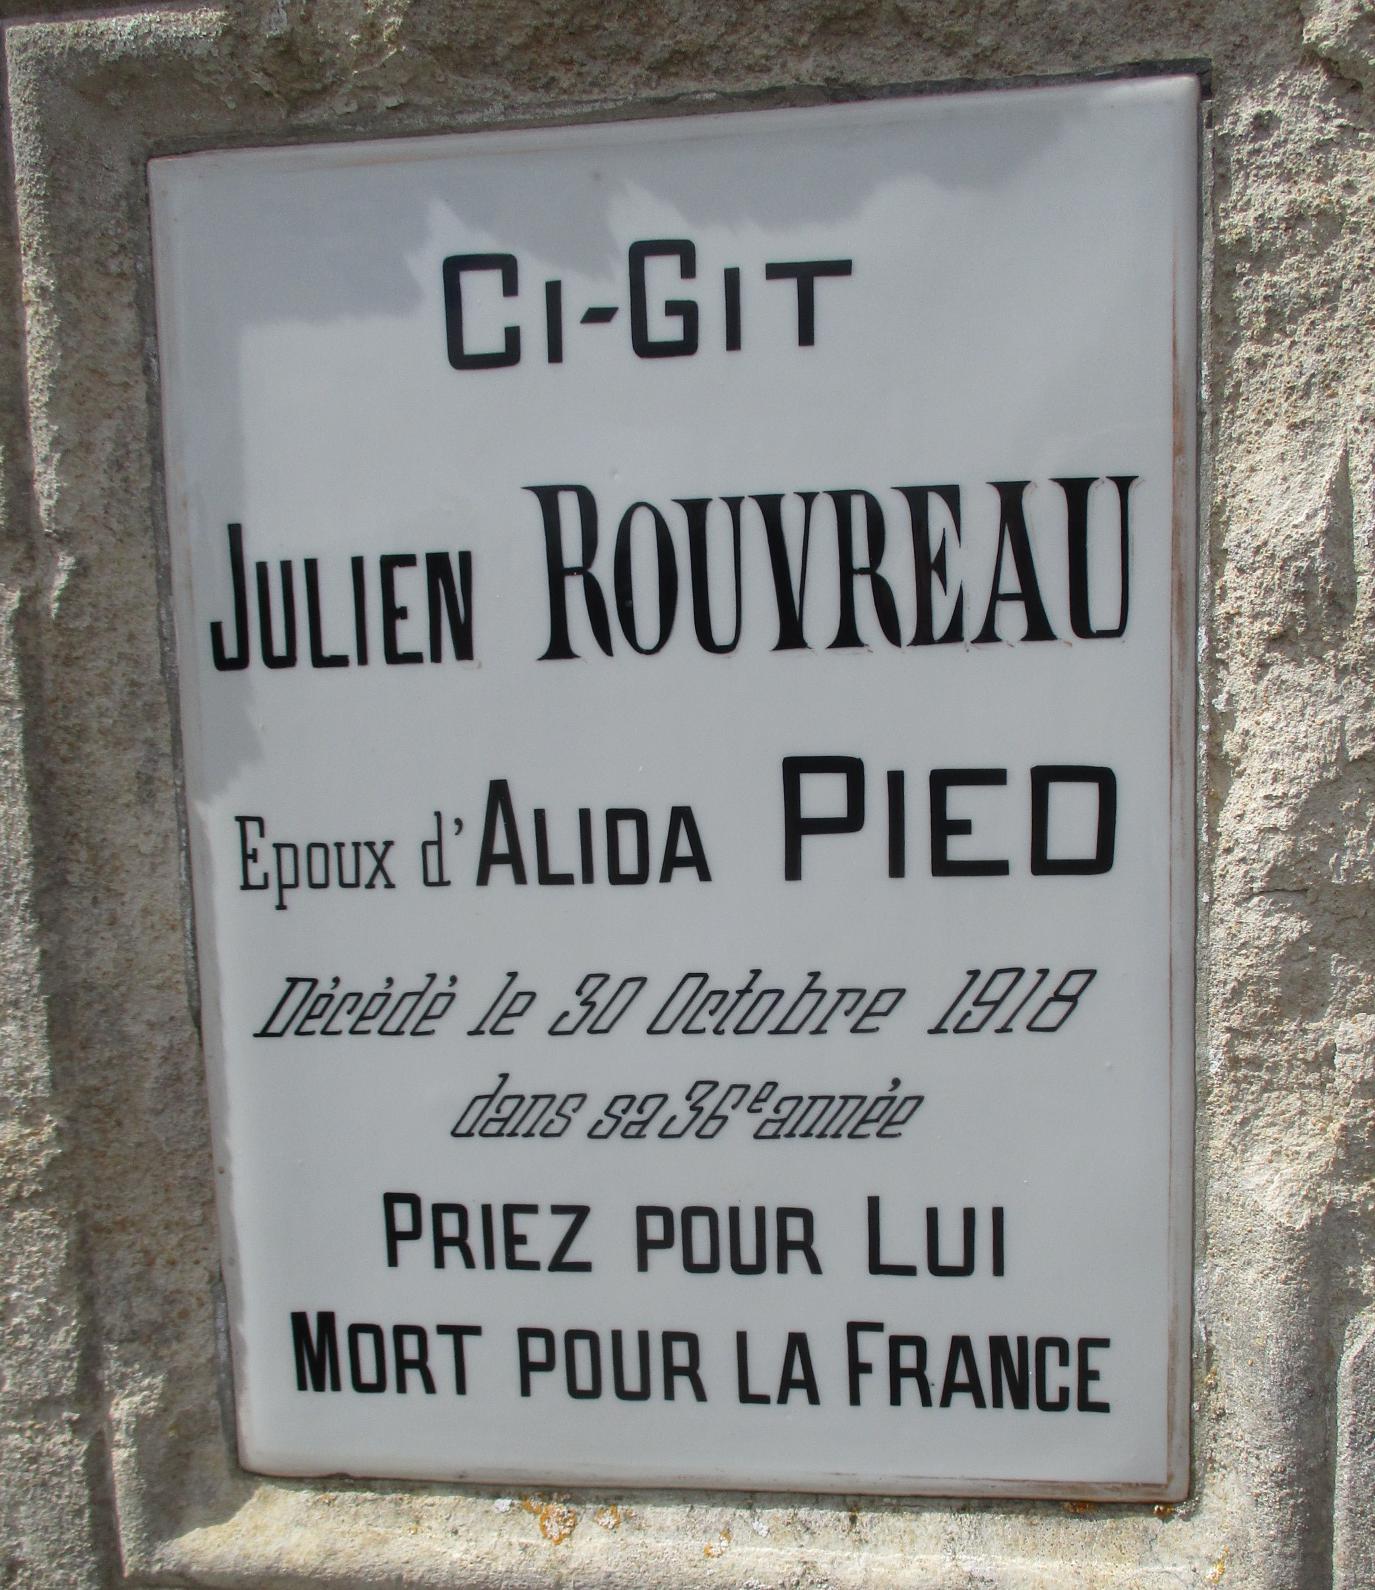 CI-GIT
JULIEN ROUVREAU
Epoux d'ALIDA PIED
Décédé le 30 Octobre 1918
dans sa 36e année
PRIEZ POUR LUI
MORT POUR LA FRANCE